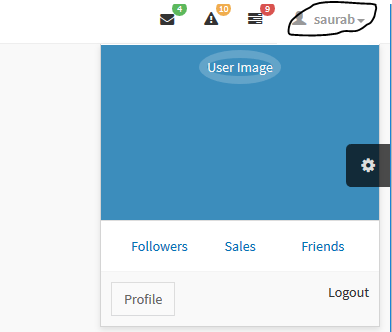 4 10 9 saurab
User Image
Followers Sales Friends
Profile Logout